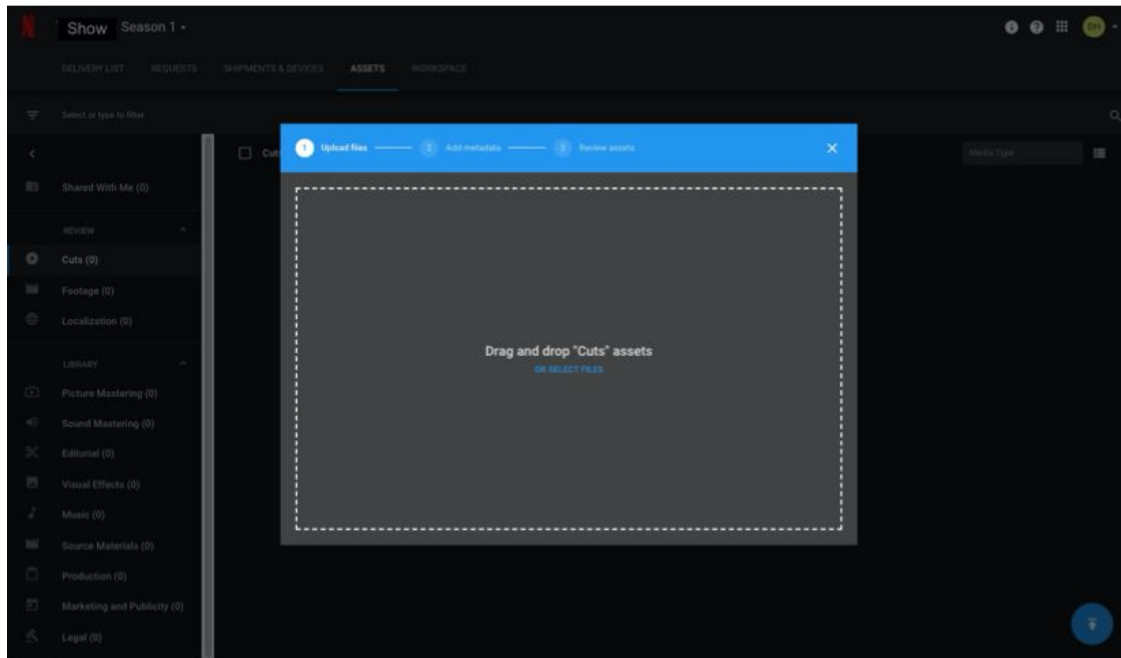 N Show Season 1
DH
DELIVERY LIST REQUESTS SHIPMENTS & DEVICES ASSETS WORKSPACE
Select or type to filter
1 Upload files 2 Add metadata 3 Review assets
Cuts
Media Type
Shared With Me (0)
REVIEW
Cuts (0)
Footage (0)
Localization (0)
LIBRARY
Picture Mastering (0)
Sound Mastering (0)
Editorial (0)
Visual Effects (0)
Music (0)
Source Materials (0)
Production (0)
Marketing and Publicity (0)
Legal (0)
Drag and drop "Cuts" assets
OR SELECT FILES